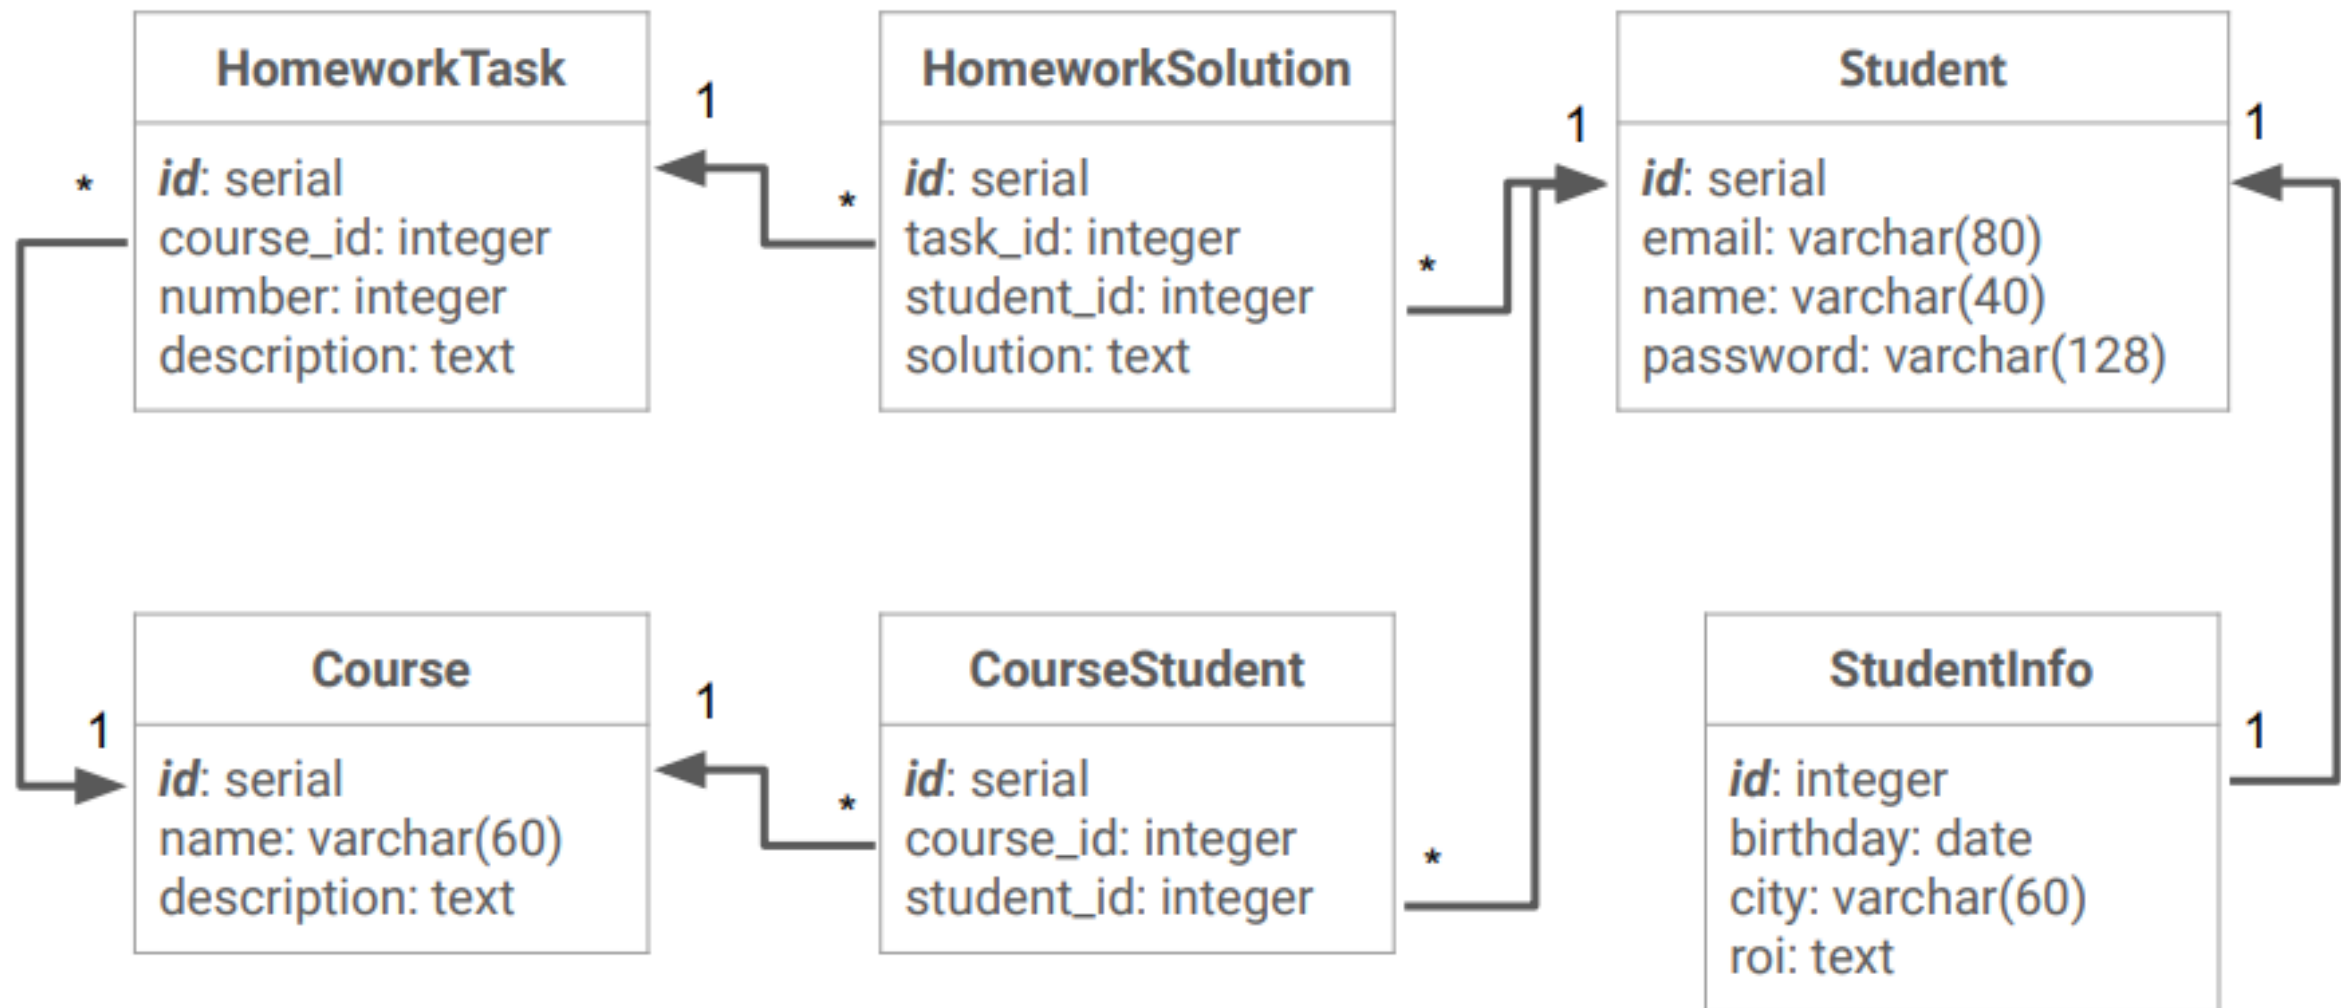 HomeworkTask
id: serial
course_id: integer
number: integer
description: text
*
1
HomeworkSolution
id: serial
task_id: integer
student_id: integer
solution: text
*
*
1
Student
id: serial
email: varchar(80)
name: varchar(40)
password: varchar(128)
1
Course
id: serial
name: varchar(60)
description: text
1
1
CourseStudent
id: serial
course_id: integer
student_id: integer
*
*
StudentInfo
id: integer
birthday: date
city: varchar(60)
roi: text
1